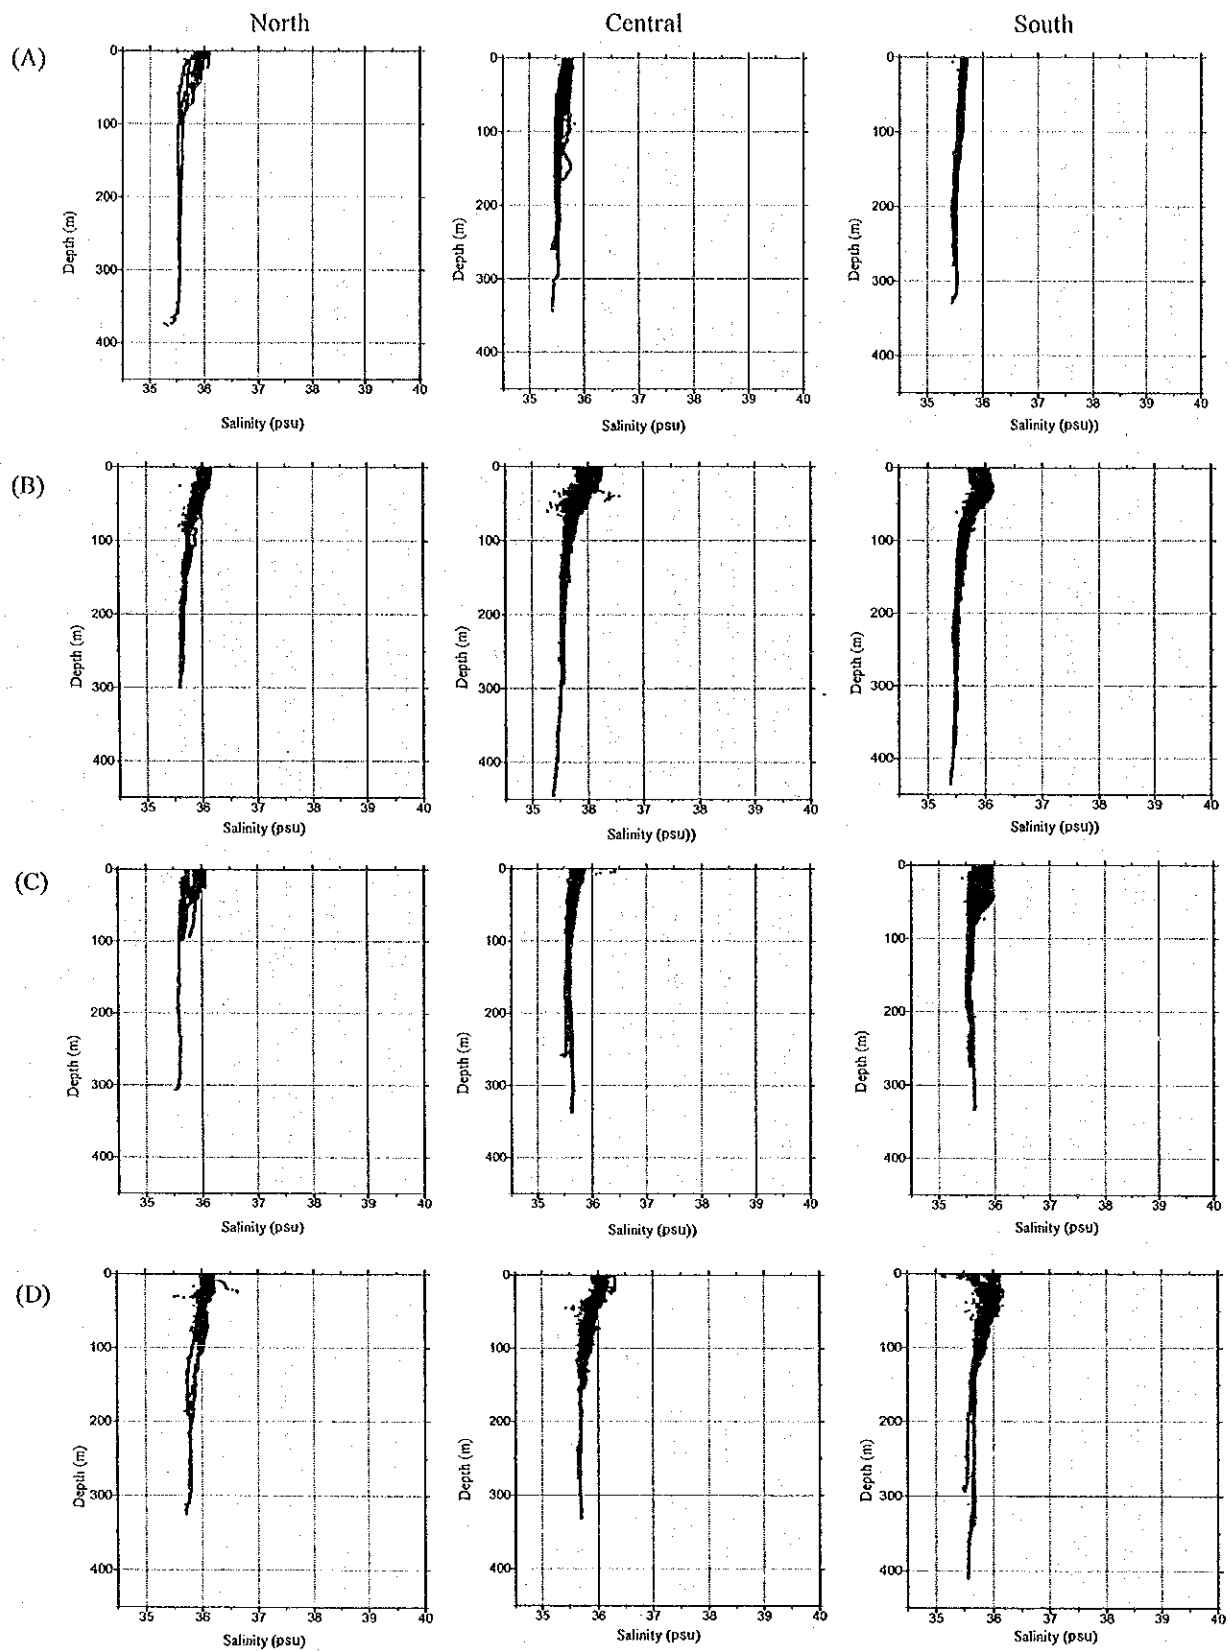 North Central South
(A)
0 0 0
100 100 100
200 200 200
300 300 300
400 400 400
Depth (m) Depth (m) Depth (m)
35 36 37 38 39 40 35 36 37 38 39 40 35 36 37 38 39 40
Salinity (psu) Salinity (psu) Salinity (psu))
(B)
0 0 0
100 100 100
200 200 200
300 300 300
400 400 400
Depth (m) Depth (m) Depth (m)
35 36 37 38 39 40 35 36 37 38 39 40 35 36 37 38 39 40
Salinity (psu) Salinity (psu)) Salinity (psu))
(C)
0 0 0
100 100 100
200 200 200
300 300 300
400 400 400
Depth (m) Depth (m) Depth (m)
35 36 37 38 39 40 35 36 37 38 39 40 35 36 37 38 39 40
Salinity (psu) Salinity (psu)) Salinity (psu)
(D)
0 0 0
100 100 100
200 200 200
300 300 300
400 400 400
Depth (m) Depth (m) Depth (m)
35 36 37 38 39 40 35 36 37 38 39 40 35 36 37 38 39 40
Salinity (psu) Salinity (psu) Salinity (psu)